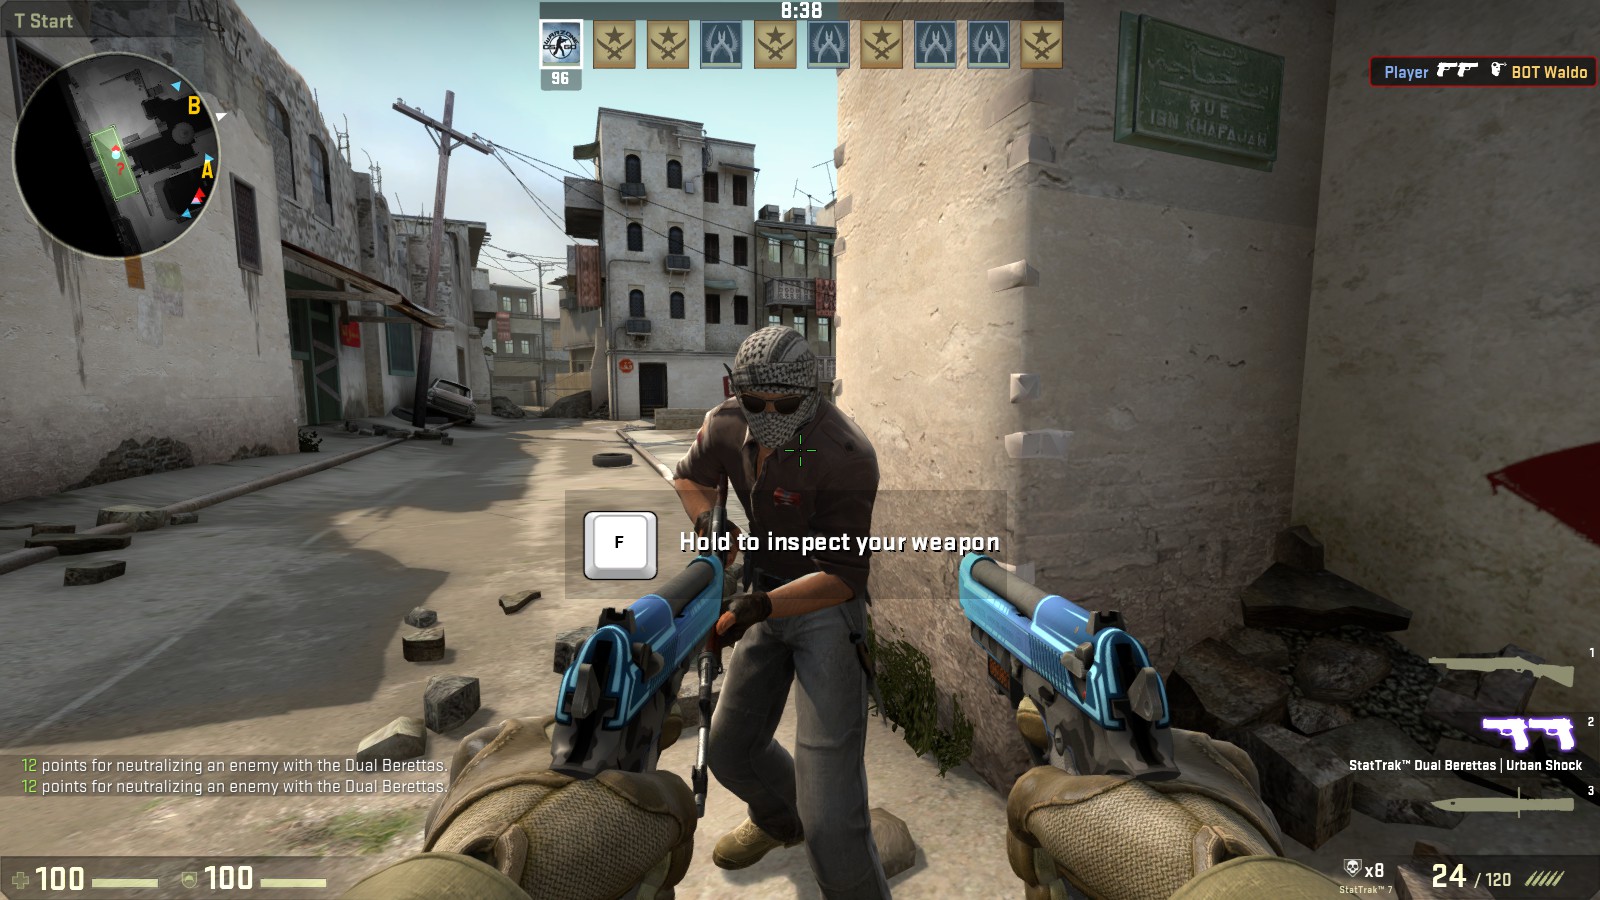 T Start
8:38
96
B
A
?
Player BOT Waldo
RUE
IBN KHAFAJAH
F Hold to inspect your weapon
1
2
StatTrak™ Dual Berettas | Urban Shock
3
12 points for neutralizing an enemy with the Dual Berettas.
12 points for neutralizing an enemy with the Dual Berettas.
100 100
x8
StatTrak™ 7
24 / 120